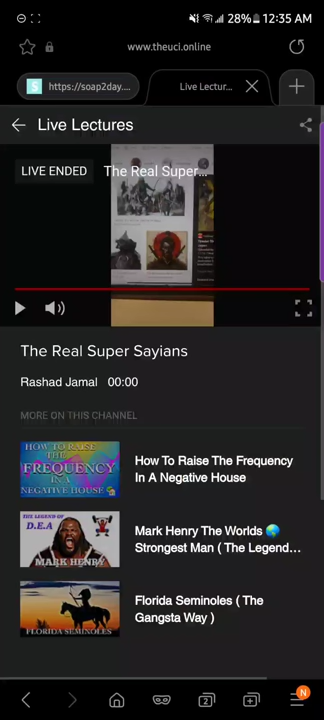 28% 12:35 AM
www.theuci.online
https://soap2day....
Live Lectur...
Live Lectures
LIVE ENDED
The Real Super...
The Real Super Sayians
Rashad Jamal 00:00
MORE ON THIS CHANNEL
HOW TO RAISE
THE
FREQUENCY
IN A
NEGATIVE HOUSE
How To Raise The Frequency
In A Negative House
THE LEGEND OF
D.E.A
MARK HENRY
Mark Henry The Worlds 🌎
Strongest Man ( The Legend...
FLORIDA SEMINOLES
Florida Seminoles ( The
Gangsta Way )
2
N